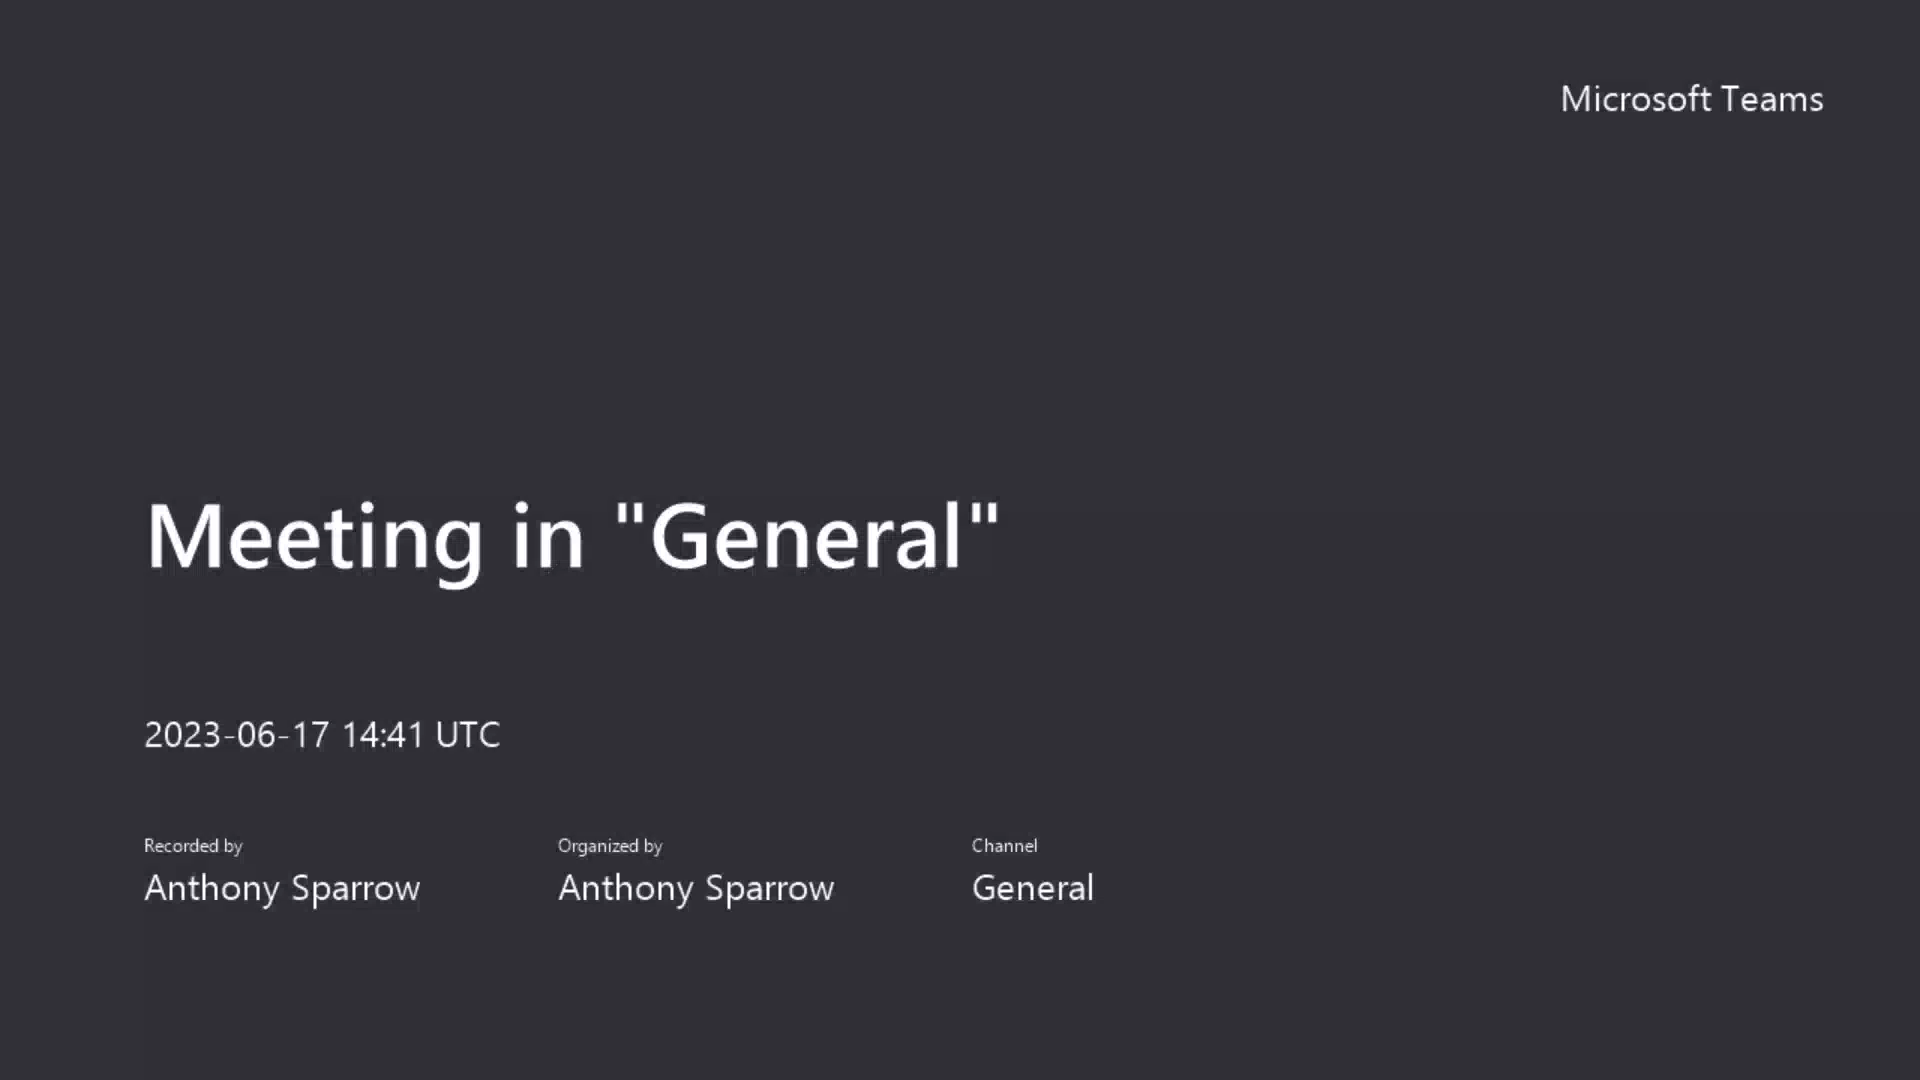 Microsoft Teams
Meeting in "General"
2023-06-17 14:41 UTC
Recorded by
Anthony Sparrow
Organized by
Anthony Sparrow
Channel
General